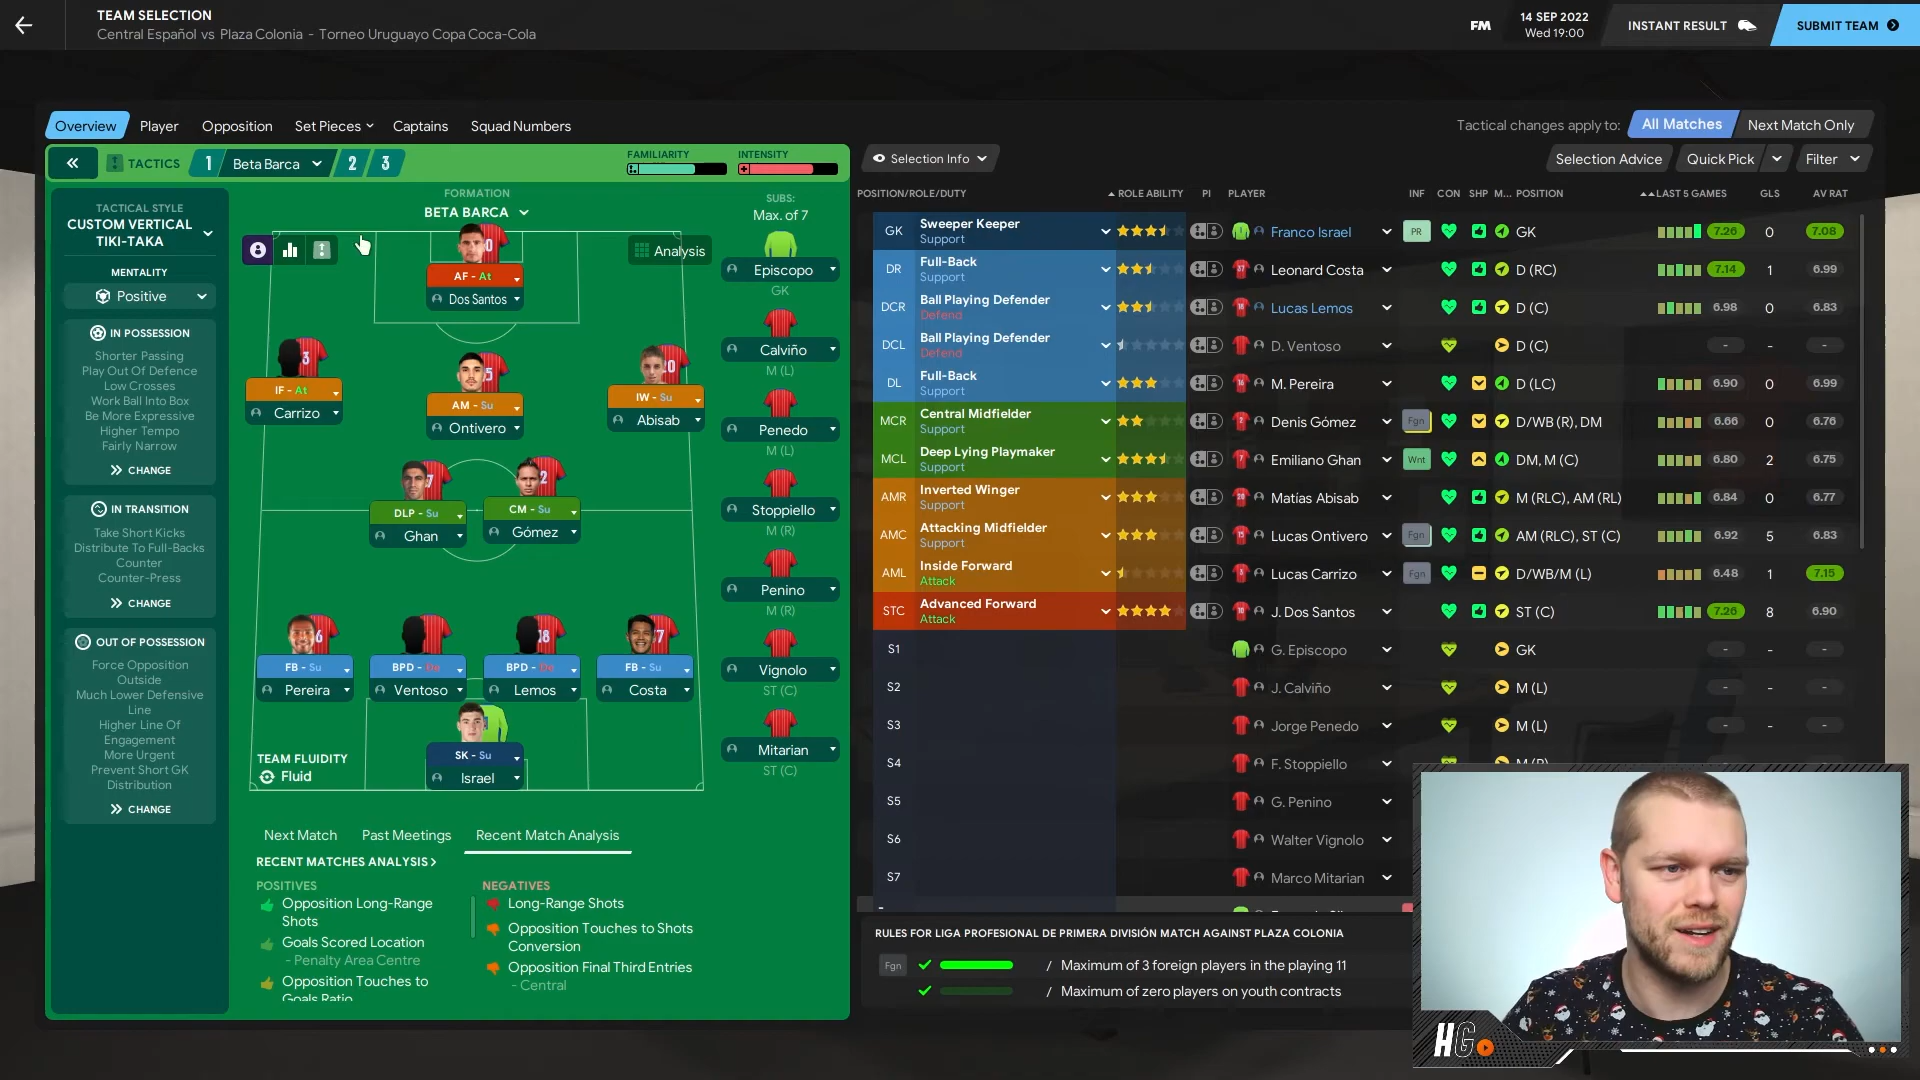 TEAM SELECTION
Central Español vs Plaza Colonia - Torneo Uruguayo Copa Coca-Cola
FM
14 SEP 2022
Wed 19:00
INSTANT RESULT
SUBMIT TEAM
Overview Player Opposition Set Pieces Captains Squad Numbers
Tactical changes apply to: All Matches Next Match Only
TACTICS 1 Beta Barca 2 3
FAMILIARITY INTENSITY
TACTICAL STYLE
CUSTOM VERTICAL
TIKI-TAKA
MENTALITY
Positive
IN POSSESSION
Shorter Passing
Play Out Of Defence
Low Crosses
Work Ball Into Box
Be More Expressive
Higher Tempo
Fairly Narrow
CHANGE
IN TRANSITION
Take Short Kicks
Distribute To Full-Backs
Counter
Counter-Press
CHANGE
OUT OF POSSESSION
Force Opposition
Outside
Much Lower Defensive
Line
Higher Line Of
Engagement
More Urgent
Prevent Short GK
Distribution
CHANGE
FORMATION
BETA BARCA
Analysis
AF - At
Dos Santos
IF - At
Carrizo
AM - Su
Ontivero
IW - Su
Abisab
DLP - Su
Ghan
CM - Su
Gómez
FB - Su
Pereira
BPD - De
Ventoso
BPD - De
Lemos
FB - Su
Costa
SK - Su
Israel
TEAM FLUIDITY
Fluid
SUBS:
Max. of 7
Episcopo
GK
Calviño
M (L)
Penedo
M (L)
Stoppiello
M (R)
Penino
M (R)
Vignolo
ST (C)
Mitarian
ST (C)
Next Match Past Meetings Recent Match Analysis
RECENT MATCHES ANALYSIS
POSITIVES
Opposition Long-Range
Shots
Goals Scored Location
- Penalty Area Centre
Opposition Touches to
Goals Ratio
NEGATIVES
Long-Range Shots
Opposition Touches to Shots
Conversion
Opposition Final Third Entries
- Central
Selection Info
Selection Advice Quick Pick Filter
POSITION/ROLE/DUTY ROLE ABILITY PI PLAYER INF CON SHP M... POSITION LAST 5 GAMES GLS AV RAT
GK Sweeper Keeper Support Franco Israel PR GK 7.26 0 7.08
DR Full-Back Support Leonard Costa D (RC) 7.14 1 6.99
DCR Ball Playing Defender Defend Lucas Lemos D (C) 6.98 0 6.83
DCL Ball Playing Defender Defend D. Ventoso D (C) - - -
DL Full-Back Support M. Pereira D (LC) 6.90 0 6.99
MCR Central Midfielder Support Denis Gómez Fgn D/WB (R), DM 6.66 0 6.76
MCL Deep Lying Playmaker Support Emiliano Ghan Wnt DM, M (C) 6.80 2 6.75
AMR Inverted Winger Support Matías Abisab M (RLC), AM (RL) 6.84 0 6.77
AMC Attacking Midfielder Support Lucas Ontivero Fgn AM (RLC), ST (C) 6.92 5 6.83
AML Inside Forward Attack Lucas Carrizo Fgn D/WB/M (L) 6.48 1 7.15
STC Advanced Forward Attack J. Dos Santos ST (C) 7.26 8 6.90
S1 G. Episcopo GK - - -
S2 J. Calviño M (L) - - -
S3 Jorge Penedo M (L) - - -
S4 F. Stoppiello M (R)
S5 G. Penino
S6 Walter Vignolo
S7 Marco Mitarian
RULES FOR LIGA PROFESIONAL DE PRIMERA DIVISIÓN MATCH AGAINST PLAZA COLONIA
Fgn / Maximum of 3 foreign players in the playing 11
/ Maximum of zero players on youth contracts
HG